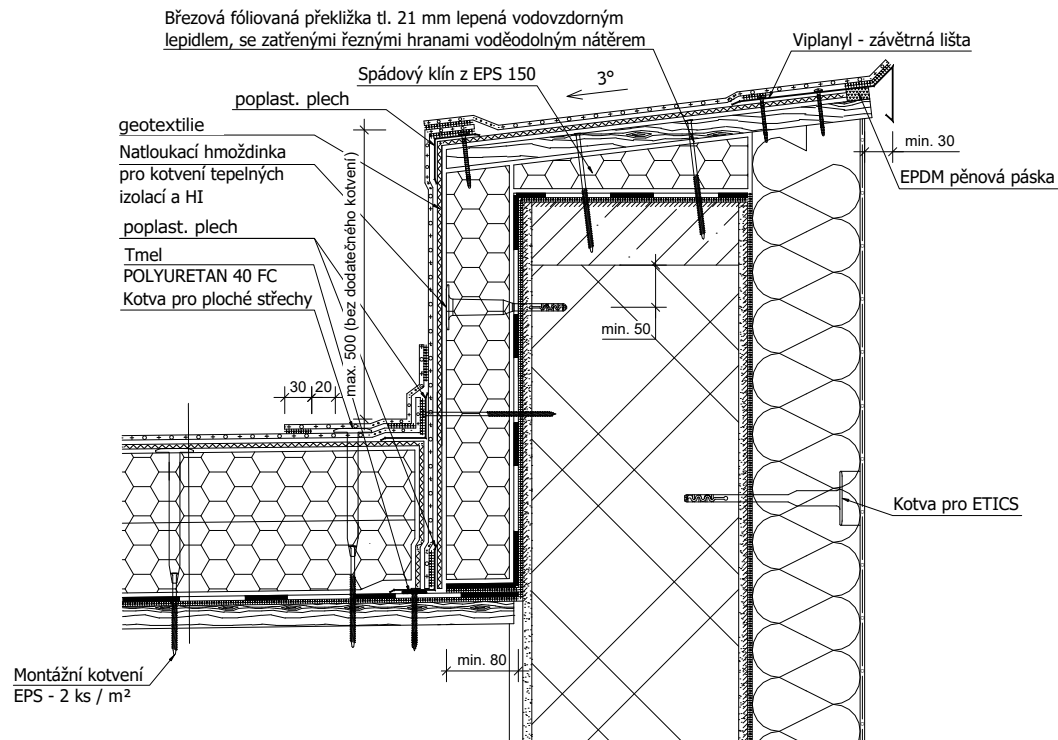 Březová fóliovaná překližka tl. 21 mm lepená vodovzdorným
lepidlem, se zatřenými řeznými hranami voděodolným nátěrem
Viplanyl - závětrná lišta
Spádový klín z EPS 150
3°
poplast. plech
geotextilie
Natloukací hmoždinka
pro kotvení tepelných
izolací a HI
min. 30
EPDM pěnová páska
poplast. plech
Tmel
POLYURETAN 40 FC
Kotva pro ploché střechy
max. 500 (bez dodatečného kotvení)
min. 50
30
20
Kotva pro ETICS
min. 80
Montážní kotvení
EPS - 2 ks / m²